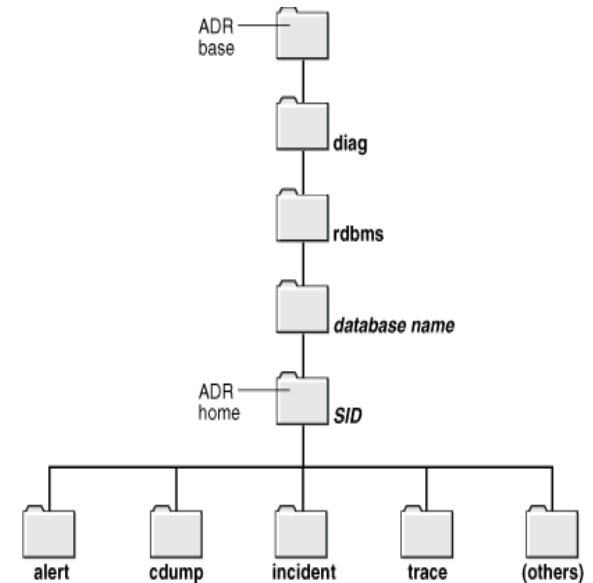 ADR
base
diag
rdbms
database name
ADR
home
SID
alert
cdump
incident
trace
(others)